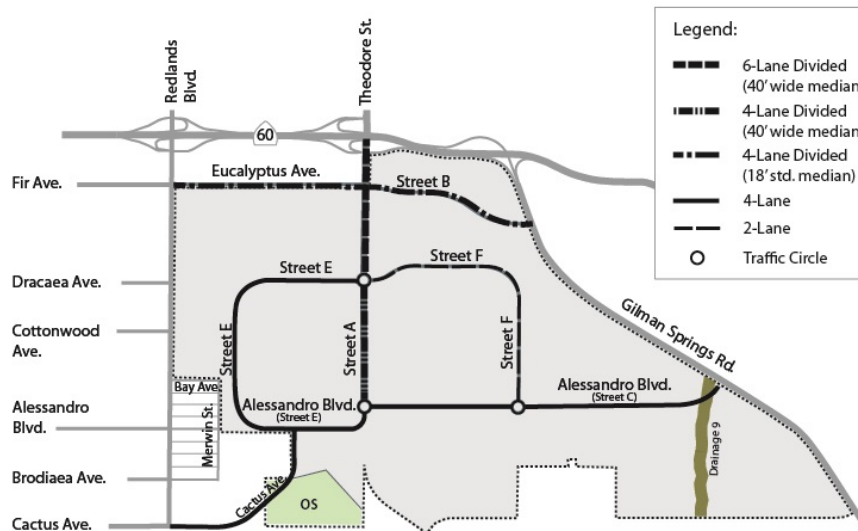 Redlands
Blvd.
Theodore St.
60
Legend:
6-Lane Divided
(40' wide median
4-Lane Divided
(40' wide median
4-Lane Divided
(18' std. median)
4-Lane
2-Lane
Traffic Circle
Fir Ave.
Eucalyptus Ave.
Street B
Dracaea Ave.
Street E
Street F
Cottonwood
Ave.
Street E
Street A
Street F
Gilman Springs Rd.
Bay Ave.
Merwin St.
Alessandro
Blvd.
Alessandro Blvd.
(Street E)
Alessandro Blvd.
(Street C)
Drainage 9
Brodiaea Ave.
Cactus Ave.
OS
Cactus Ave.